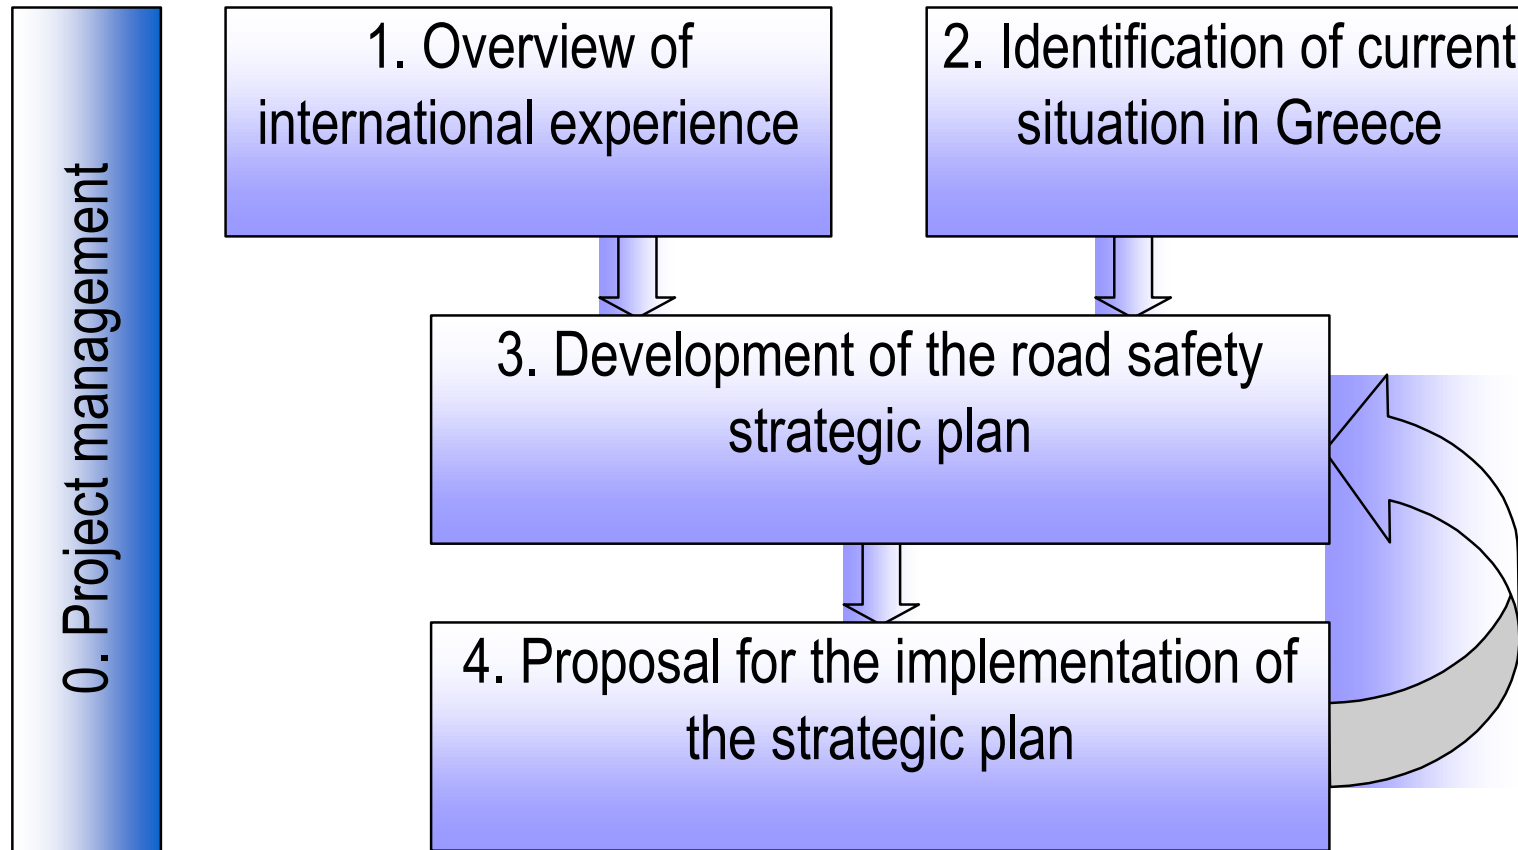 0. Project management
1. Overview of
international experience
2. Identification of current
situation in Greece
3. Development of the road safety
strategic plan
4. Proposal for the implementation of
the strategic plan